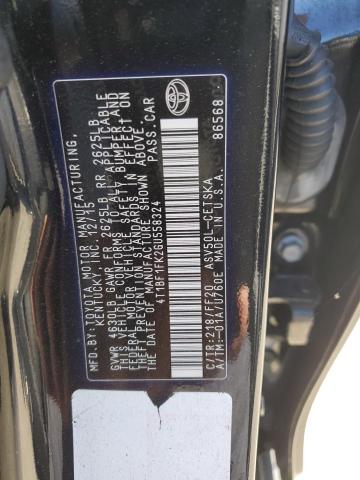 MFD. BY: TOYOTA MOTOR MANUFACTURING,
KENTUCKY, INC. 12/15
GVWR 4630LB GAWR FR 2625LB RR 2625LB
THIS VEHICLE CONFORMS TO ALL APPLICABLE
FEDERAL MOTOR VEHICLE SAFETY, BUMPER, AND
THEFT PREVENTION STANDARDS IN EFFECT ON
THE DATE OF MANUFACTURE SHOWN ABOVE.
4T1BF1FK2GU558324 PASS. CAR
C/TR: 218/FF20 ASV50L-CETSKA
A/TM: -01A/U760E MADE IN U.S.A.
86568